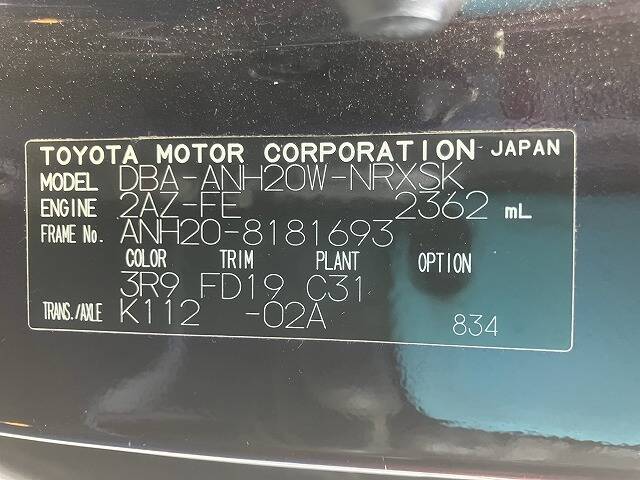 TOYOTA MOTOR CORPORATION JAPAN
MODEL DBA-ANH20W-NRXSK
ENGINE 2AZ-FE 2362 mL
FRAME No. ANH20-8181693
COLOR TRIM PLANT OPTION
3R9 FD19 C31
TRANS./AXLE K112 -02A
834